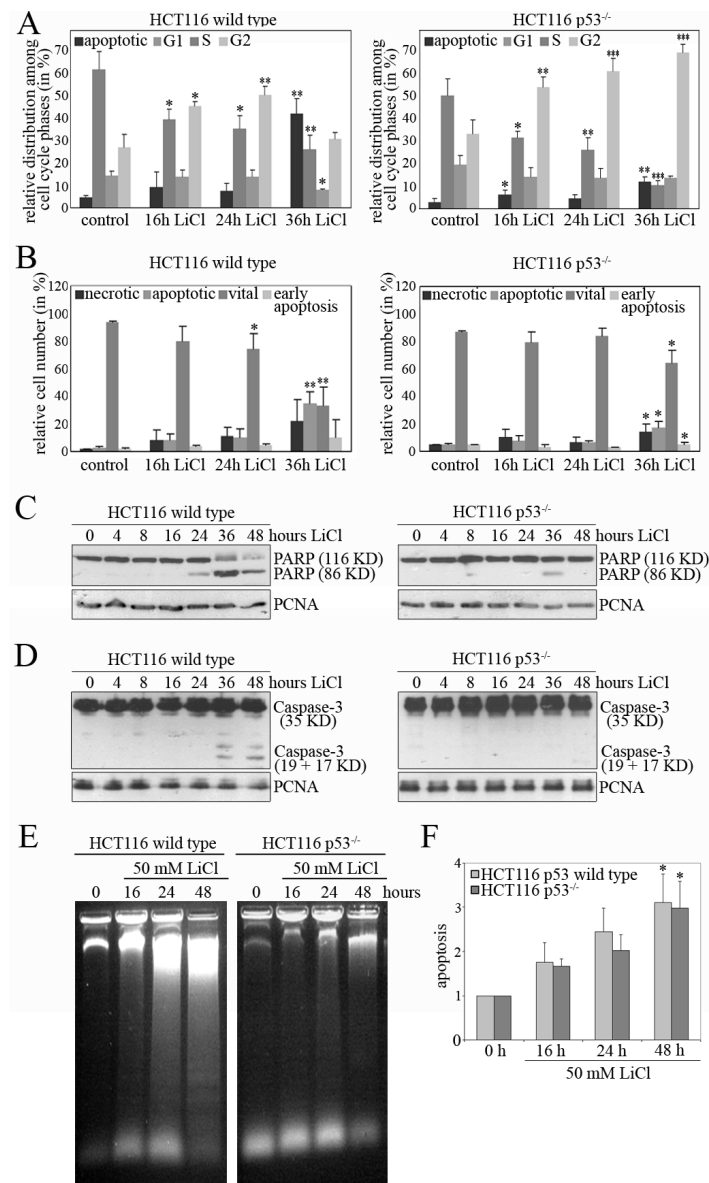 A
HCT116 wild type
HCT116 p53-/-
relative distribution among
cell cycle phases (in %)
70
60
50
40
30
20
10
0
apoptotic G1 S G2
* * * ** ** ** *
control 16h LiCl 24h LiCl 36h LiCl
relative distribution among
cell cycle phases (in %)
70
60
50
40
30
20
10
0
apoptotic G1 S G2
* * ** ** *** ** *** ***
control 16h LiCl 24h LiCl 36h LiCl
B
HCT116 wild type
HCT116 p53-/-
relative cell number (in %)
120
100
80
60
40
20
0
necrotic apoptotic vital early
apoptosis
* ** **
control 16h LiCl 24h LiCl 36h LiCl
relative cell number (in %)
120
100
80
60
40
20
0
necrotic apoptotic vital early
apoptosis
* * * *
control 16h LiCl 24h LiCl 36h LiCl
C
HCT116 wild type
0 4 8 16 24 36 48 hours LiCl
PARP (116 KD)
PARP (86 KD)
PCNA
HCT116 p53-/-
0 4 8 16 24 36 48 hours LiCl
PARP (116 KD)
PARP (86 KD)
PCNA
D
HCT116 wild type
0 4 8 16 24 36 48 hours LiCl
Caspase-3
(35 KD)
Caspase-3
(19 + 17 KD)
PCNA
HCT116 p53-/-
0 4 8 16 24 36 48 hours LiCl
Caspase-3
(35 KD)
Caspase-3
(19 + 17 KD)
PCNA
E
HCT116 wild type HCT116 p53-/-
50 mM LiCl 50 mM LiCl
0 16 24 48 0 16 24 48 hours
F
apoptosis
4
3
2
1
0
HCT116 p53 wild type
HCT116 p53-/-
* *
0 h 16 h 24 h 48 h
50 mM LiCl